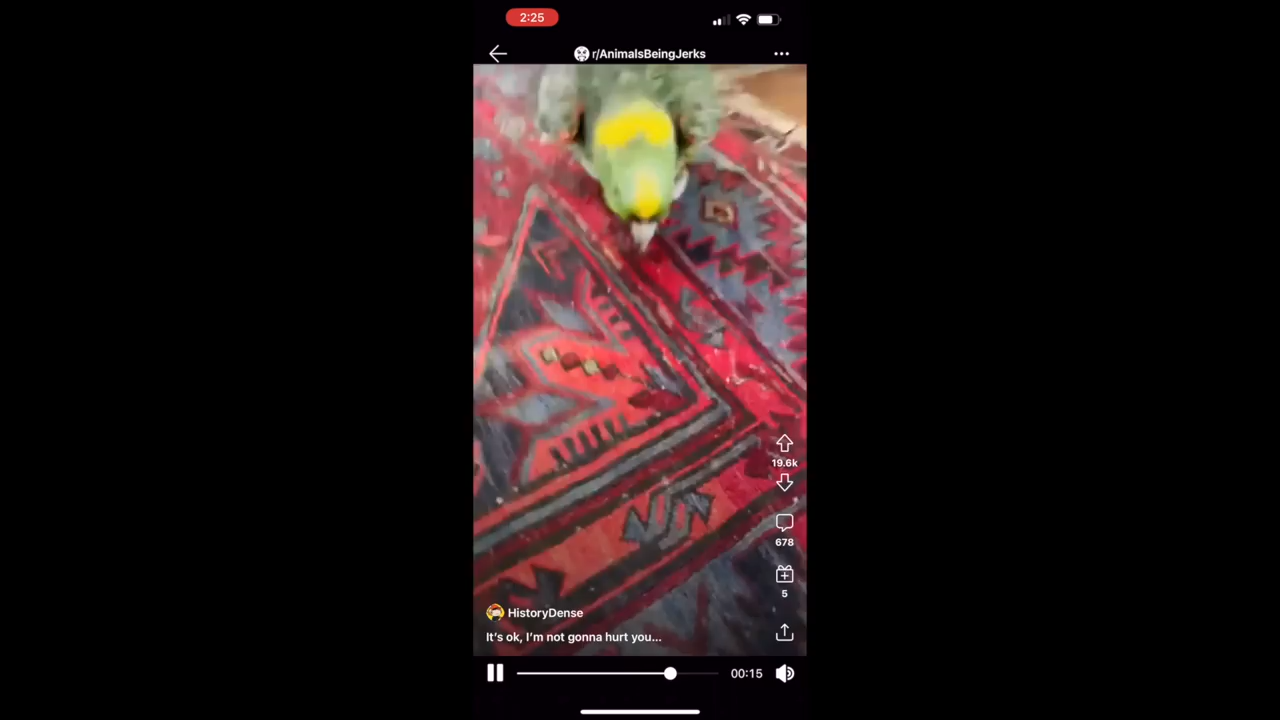 2:25
r/AnimalsBeingJerks
19.6k
678
5
HistoryDense
It's ok, I'm not gonna hurt you...
00:15